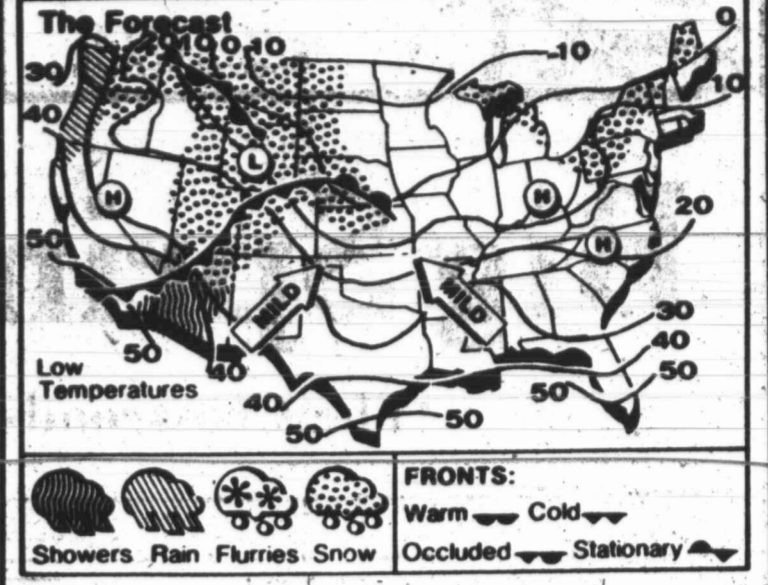 The Forecast
10 0 10
-10
0
30
10
40
L
H
H
20
H
50
MILD
MILD
30
50
40
40
50
Low
Temperatures
40
50
50
50
FRONTS:
Warm Cold
Showers Rain Flurries Snow
Occluded Stationary